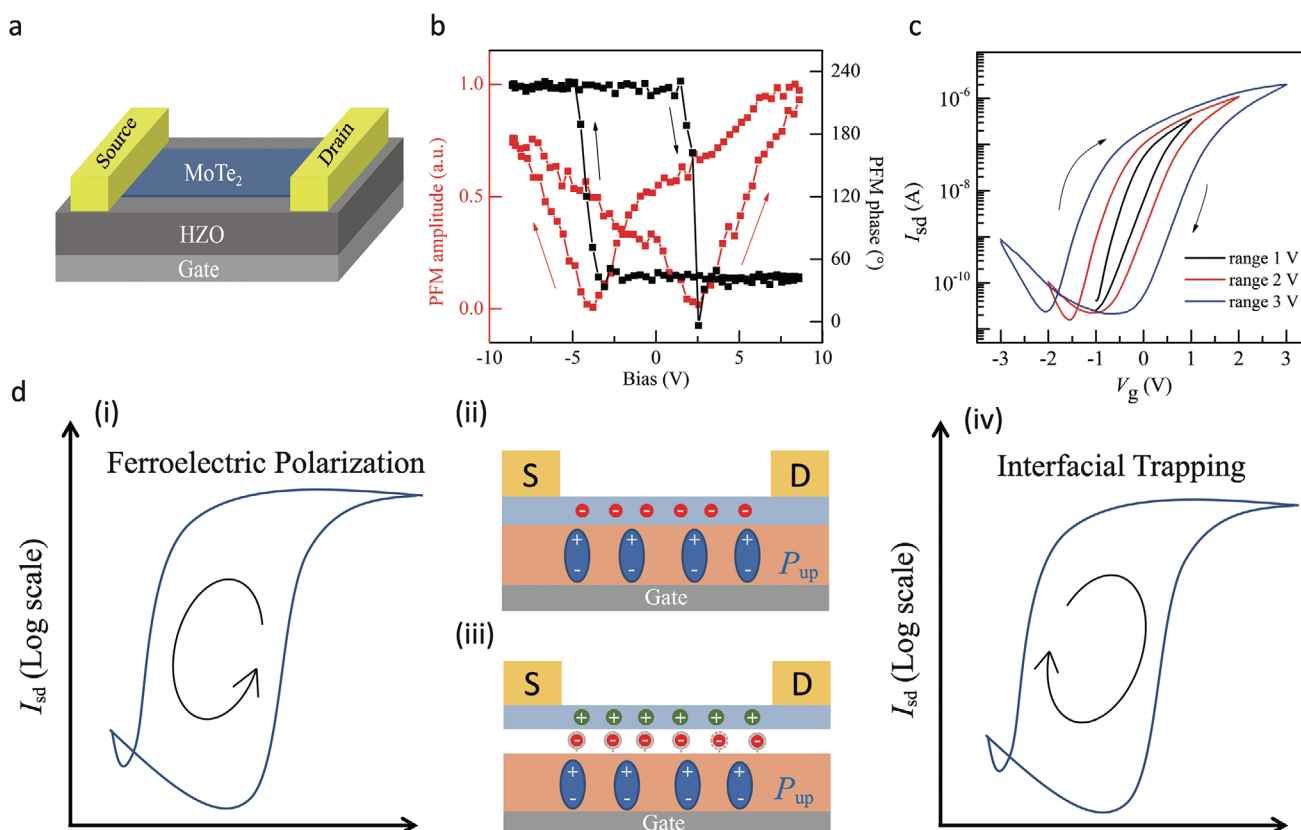 a
Source
Drain
MoTe2
HZO
Gate
b
1.0
0.5
0.0
PFM amplitude (a.u.)
230
180
120
60
0
PFM phase (°)
-10
-5
0
5
10
Bias (V)
c
10-6
10-8
10-10
Isd (A)
range 1 V
range 2 V
range 3 V
-3
-2
-1
0
1
2
3
Vg (V)
d
(i)
Ferroelectric Polarization
Isd (Log scale)
(ii)
S
D
- - - - - -
+ + + +
- - - -
Pup
Gate
(iii)
S
D
+ + + + + +
- - - - - -
+ + + +
- - - -
Pup
Gate
(iv)
Interfacial Trapping
Isd (Log scale)